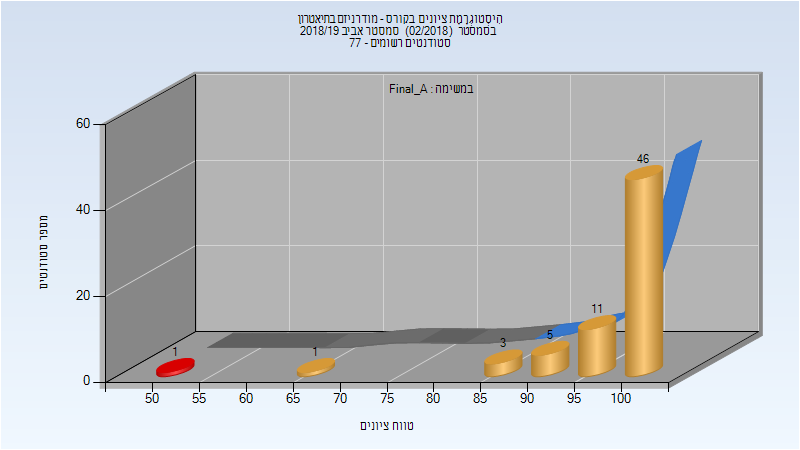 היסטוגרמת ציונים בקורס - מודרניזם בתיאטרון
בסמסטר (02/2018) סמסטר אביב 2018/19
סטודנטים רשומים - 77
במשימה : Final_A
מספר סטודנטים
60
40
20
0
1
1
3
5
11
46
50 55 60 65 70 75 80 85 90 95 100
טווח ציונים